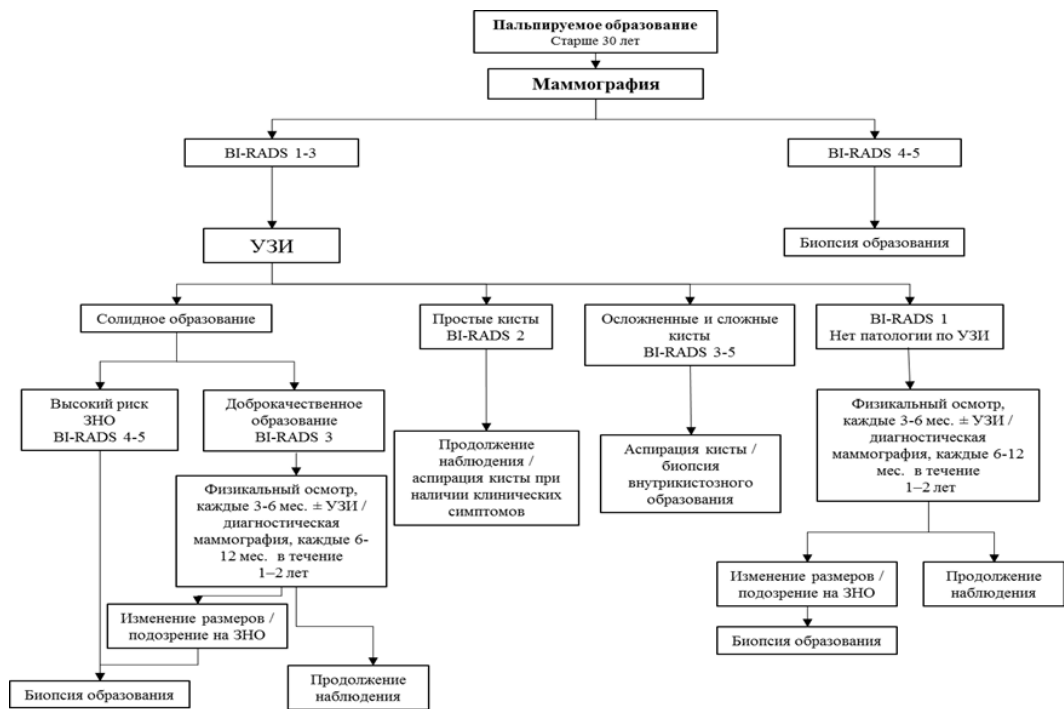 Пальпируемое образование
Старше 30 лет
Маммография
BI-RADS 1-3
BI-RADS 4-5
УЗИ
Биопсия образования
Солидное образование
Простые кисты
BI-RADS 2
Осложненные и сложные
кисты
BI-RADS 3-5
BI-RADS 1
Нет патологии по УЗИ
Высокий риск
ЗНО
BI-RADS 4-5
Доброкачественное
образование
BI-RADS 3
Продолжение
наблюдения /
аспирация кисты при
наличии клинических
симптомов
Аспирация кисты /
биопсия
внутрикистозного
образования
Физикальный осмотр,
каждые 3-6 мес. ± УЗИ /
диагностическая
маммография, каждые 6-12
мес. в течение
1–2 лет
Физикальный осмотр,
каждые 3-6 мес. ± УЗИ /
диагностическая
маммография, каждые 6-
12 мес. в течение
1–2 лет
Изменение размеров /
подозрение на ЗНО
Продолжение
наблюдения
Биопсия образования
Изменение размеров /
подозрение на ЗНО
Биопсия образования
Продолжение
наблюдения